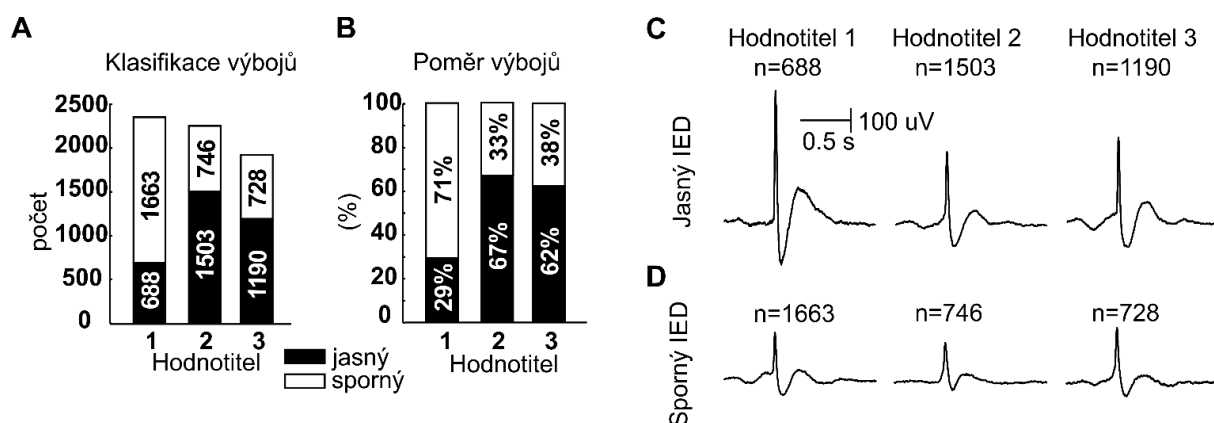 A
Klasifikace výbojů
počet
2500
2000
1500
1000
500
0
1663
688
746
1503
728
1190
1
2
3
Hodnotitel
jasný
sporný
B
Poměr výbojů
(%)
100
80
60
40
20
0
71%
29%
33%
67%
38%
62%
1
2
3
Hodnotitel
C
Hodnotitel 1
n=688
Hodnotitel 2
n=1503
Hodnotitel 3
n=1190
100 uV
0.5 s
Jasný IED
D
n=1663
n=746
n=728
Sporný IED